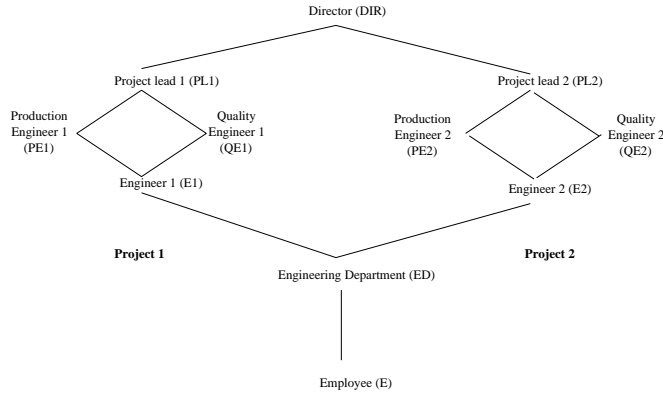 Director (DIR)
Project lead 1 (PL1)
Project lead 2 (PL2)
Production
Engineer 1
(PE1)
Quality
Engineer 1
(QE1)
Production
Engineer 2
(PE2)
Quality
Engineer 2
(QE2)
Engineer 1 (E1)
Engineer 2 (E2)
Project 1
Project 2
Engineering Department (ED)
Employee (E)